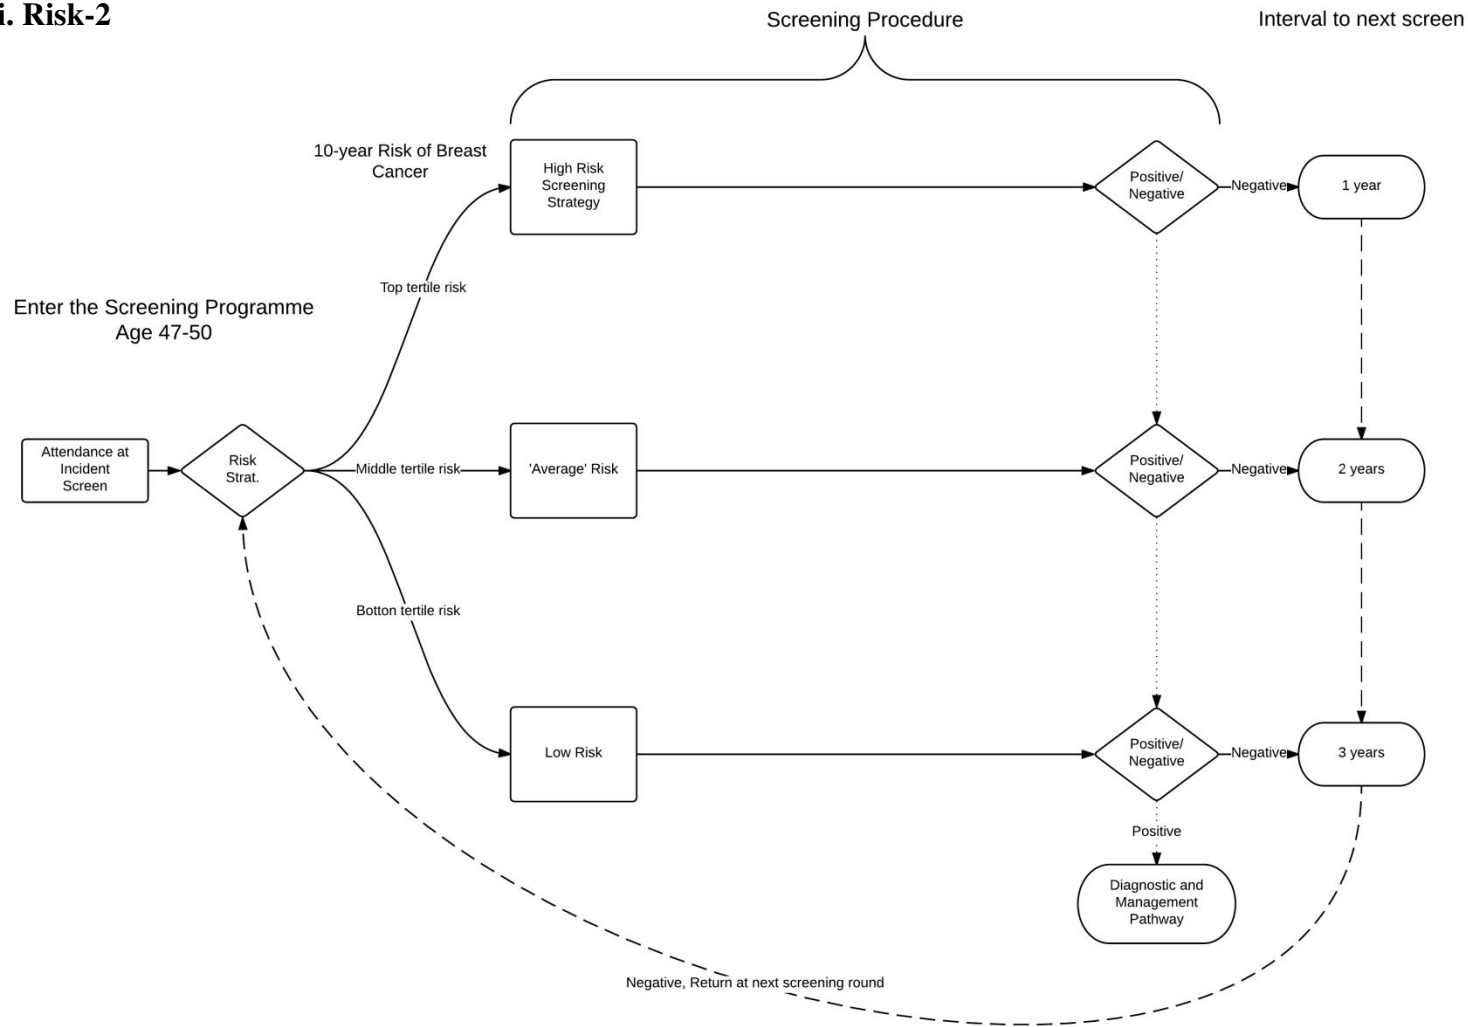 i. Risk-2
Screening Procedure
Interval to next screen
10-year Risk of Breast
Cancer
High Risk
Screening
Strategy
Positive/
Negative
Negative
1 year
Top tertile risk
Enter the Screening Programme
Age 47-50
Attendance at
Incident
Screen
Risk
Strat.
Middle tertile risk
'Average' Risk
Positive/
Negative
Negative
2 years
Botton tertile risk
Low Risk
Positive/
Negative
Negative
3 years
Positive
Diagnostic and
Management
Pathway
Negative, Return at next screening round